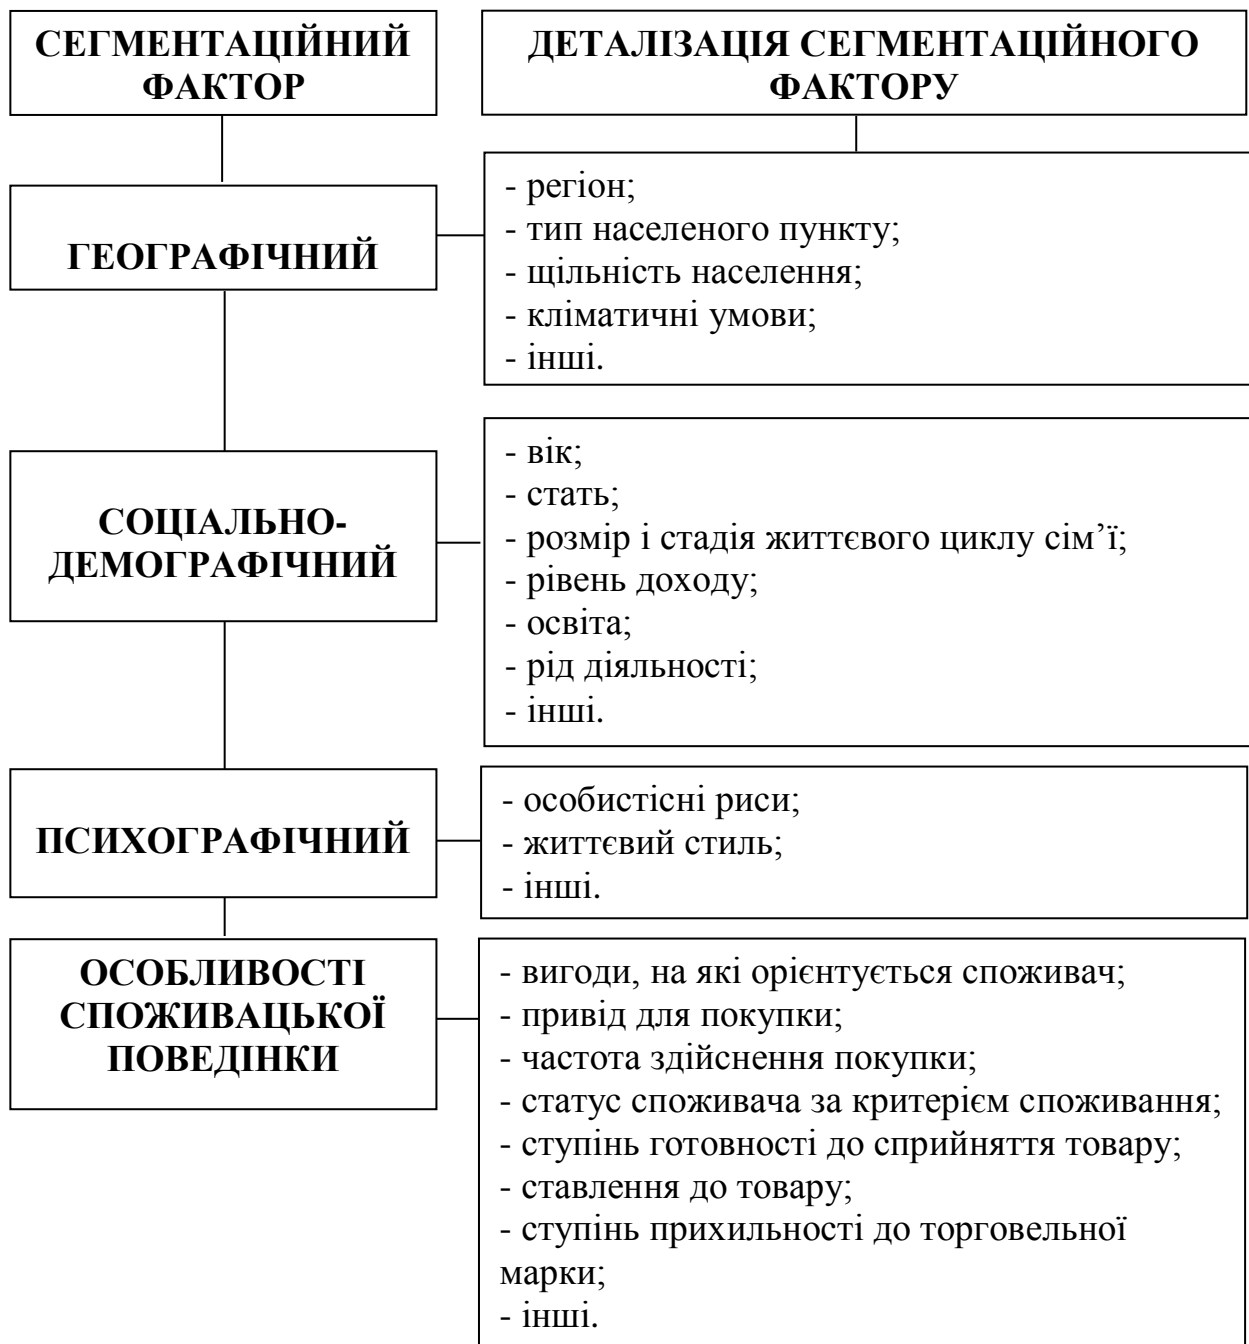 СЕГМЕНТАЦІЙНИЙ
ФАКТОР
ДЕТАЛІЗАЦІЯ СЕГМЕНТАЦІЙНОГО
ФАКТОРУ
ГЕОГРАФІЧНИЙ
- регіон;
- тип населеного пункту;
- щільність населення;
- кліматичні умови;
- інші.
СОЦІАЛЬНО-
ДЕМОГРАФІЧНИЙ
- вік;
- стать;
- розмір і стадія життєвого циклу сім’ї;
- рівень доходу;
- освіта;
- рід діяльності;
- інші.
ПСИХОГРАФІЧНИЙ
- особистісні риси;
- життєвий стиль;
- інші.
ОСОБЛИВОСТІ
СПОЖИВАЦЬКОЇ
ПОВЕДІНКИ
- вигоди, на які орієнтується споживач;
- привід для покупки;
- частота здійснення покупки;
- статус споживача за критерієм споживання;
- ступінь готовності до сприйняття товару;
- ставлення до товару;
- ступінь прихильності до торговельної
марки;
- інші.